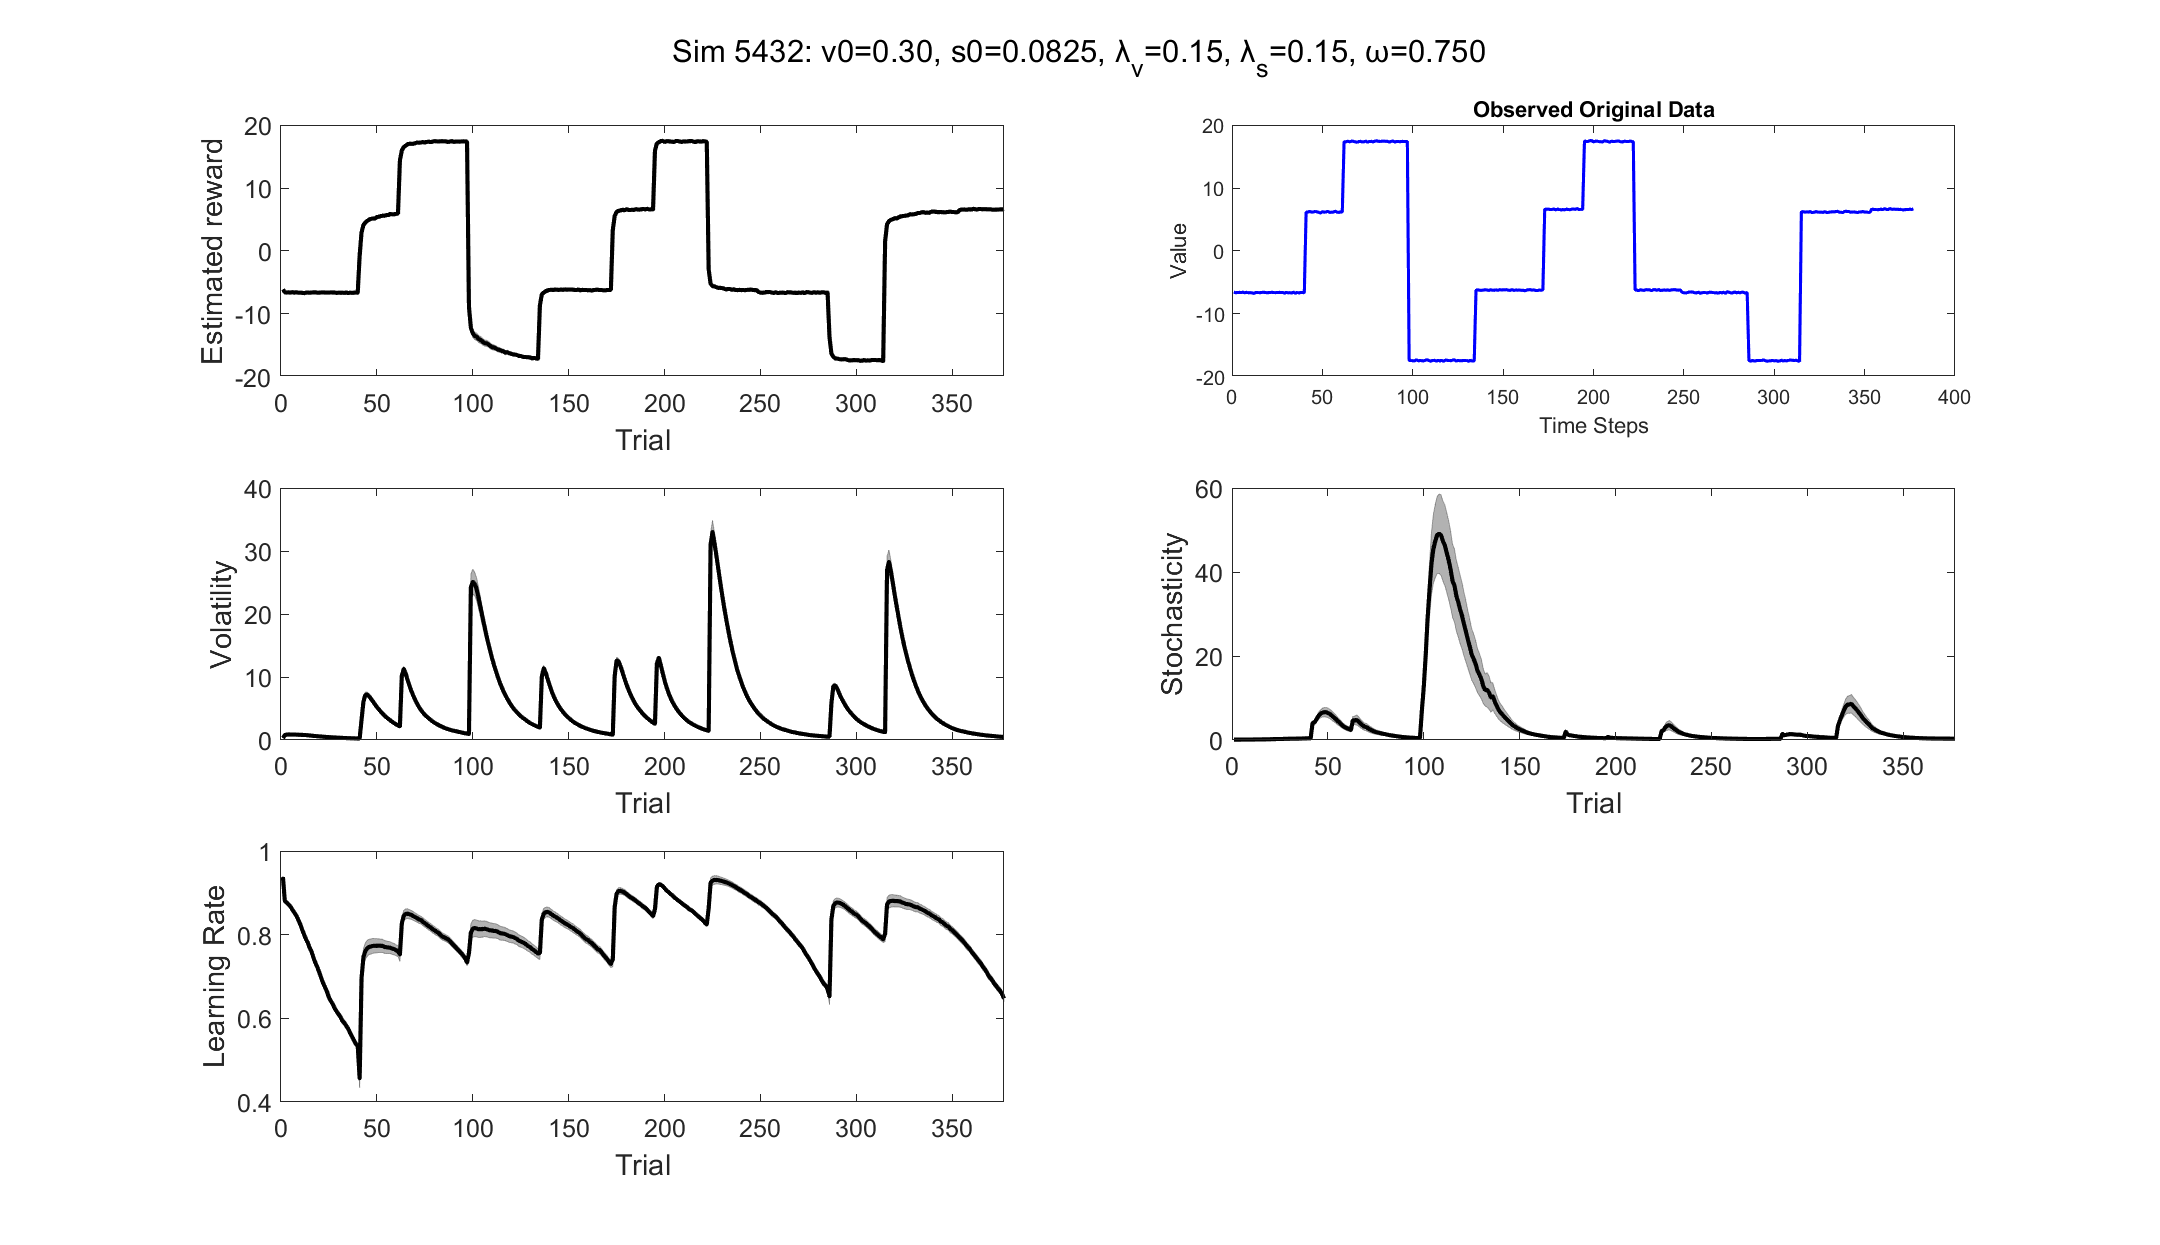 Sim 5432: v0=0.30, s0=0.0825, λ_v=0.15, λ_s=0.15, ω=0.750
Estimated reward
20
10
0
-10
-20
0 50 100 150 200 250 300 350
Trial
Observed Original Data
Value
20
10
0
-10
-20
0 50 100 150 200 250 300 350 400
Time Steps
Volatility
40
30
20
10
0
0 50 100 150 200 250 300 350
Trial
Stochasticity
60
40
20
0
0 50 100 150 200 250 300 350
Trial
Learning Rate
1
0.8
0.6
0.4
0 50 100 150 200 250 300 350
Trial